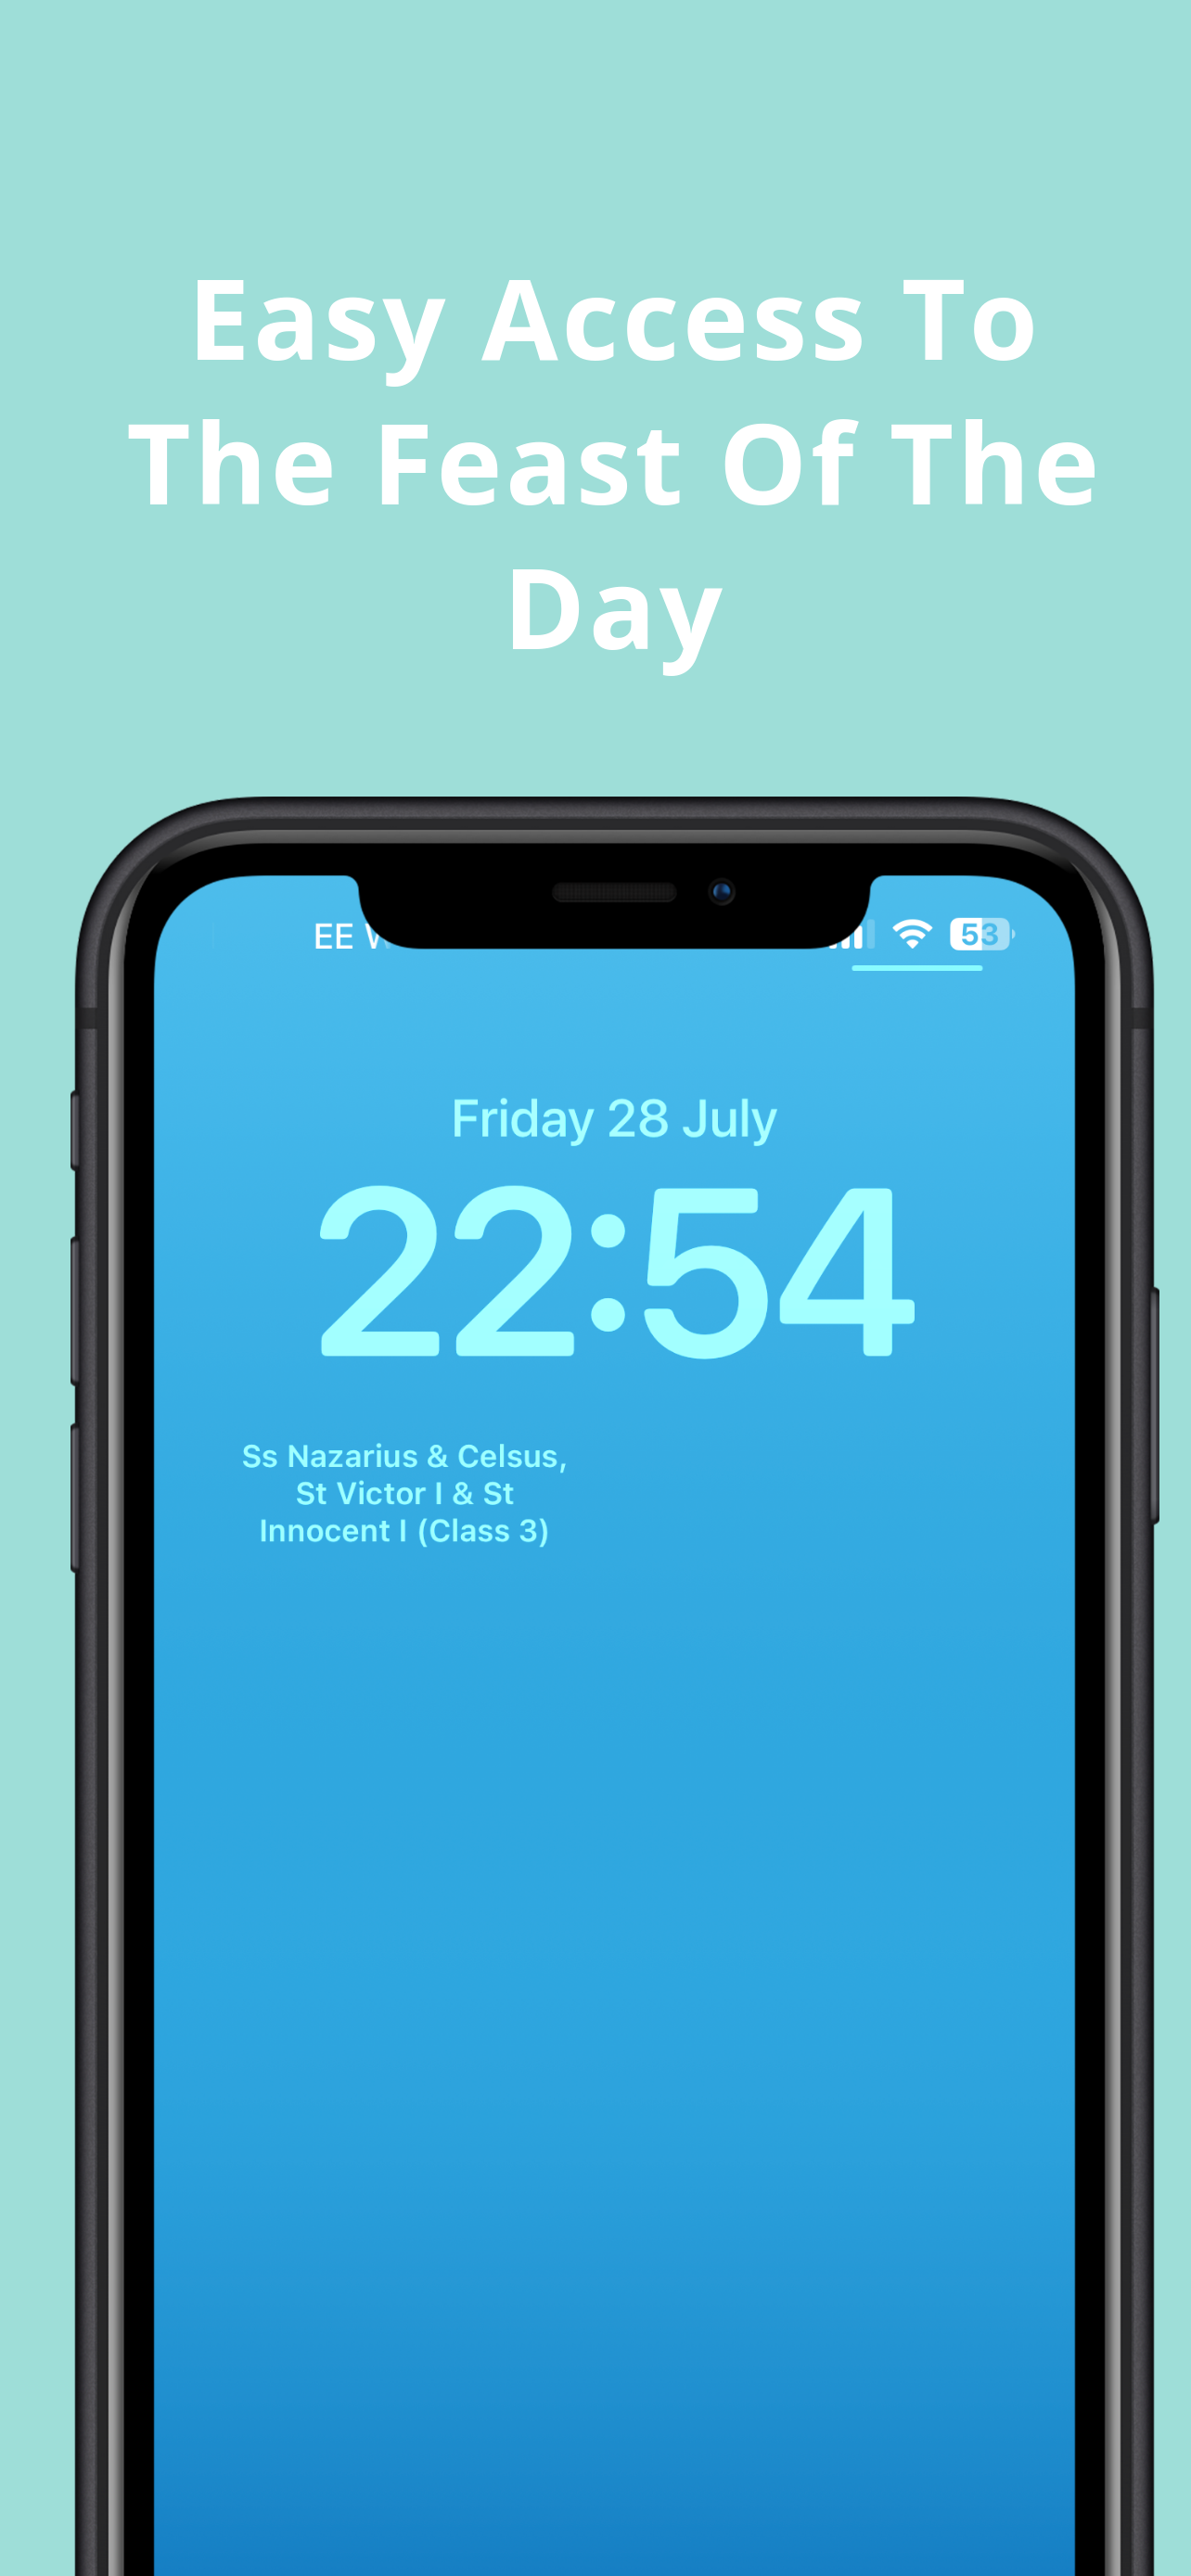 Easy Access To
The Feast Of The
Day
EE
53
Friday 28 July
22:54
Ss Nazarius & Celsus,
St Victor I & St
Innocent I (Class 3)